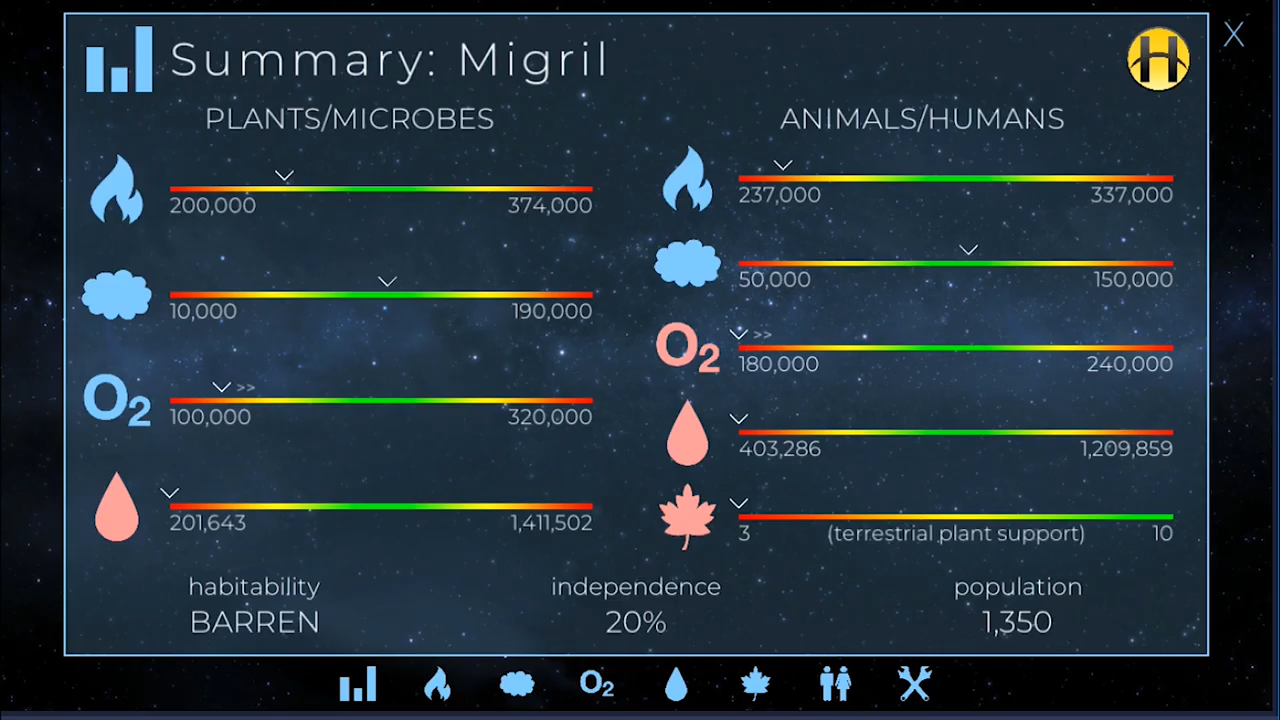 Summary: Migril
H
X
PLANTS/MICROBES
200,000 374,000
10,000 190,000
O2 >>
100,000 320,000
201,643 1,411,502
ANIMALS/HUMANS
237,000 337,000
50,000 150,000
O2 >>
180,000 240,000
403,286 1,209,859
3 (terrestrial plant support) 10
habitability independence population
BARREN 20% 1,350
O2